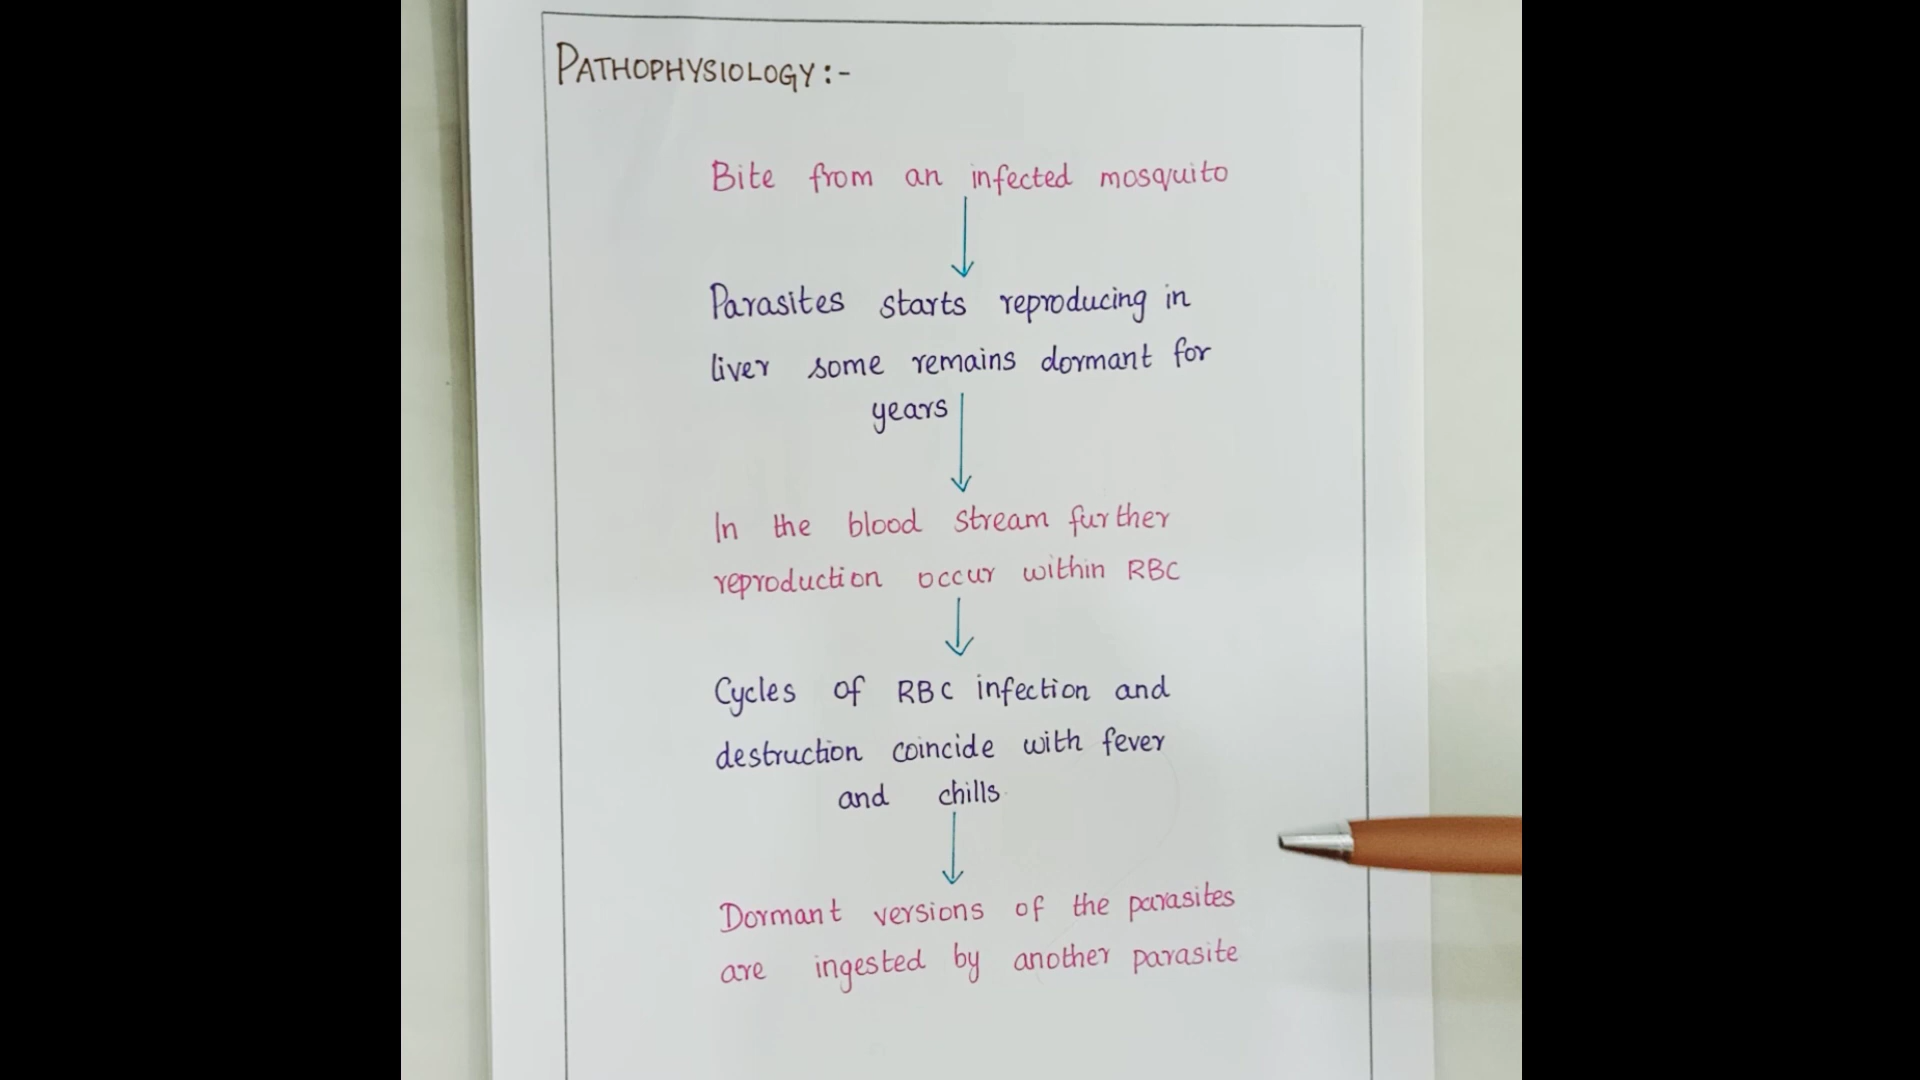 PATHOPHYSIOLOGY:-
Bite from an infected mosquito
Parasites starts reproducing in
liver some remains dormant for
years
In the blood stream further
reproduction occur within RBC
Cycles of RBC infection and
destruction coincide with fever
and chills
Dormant versions of the parasites
are ingested by another parasite